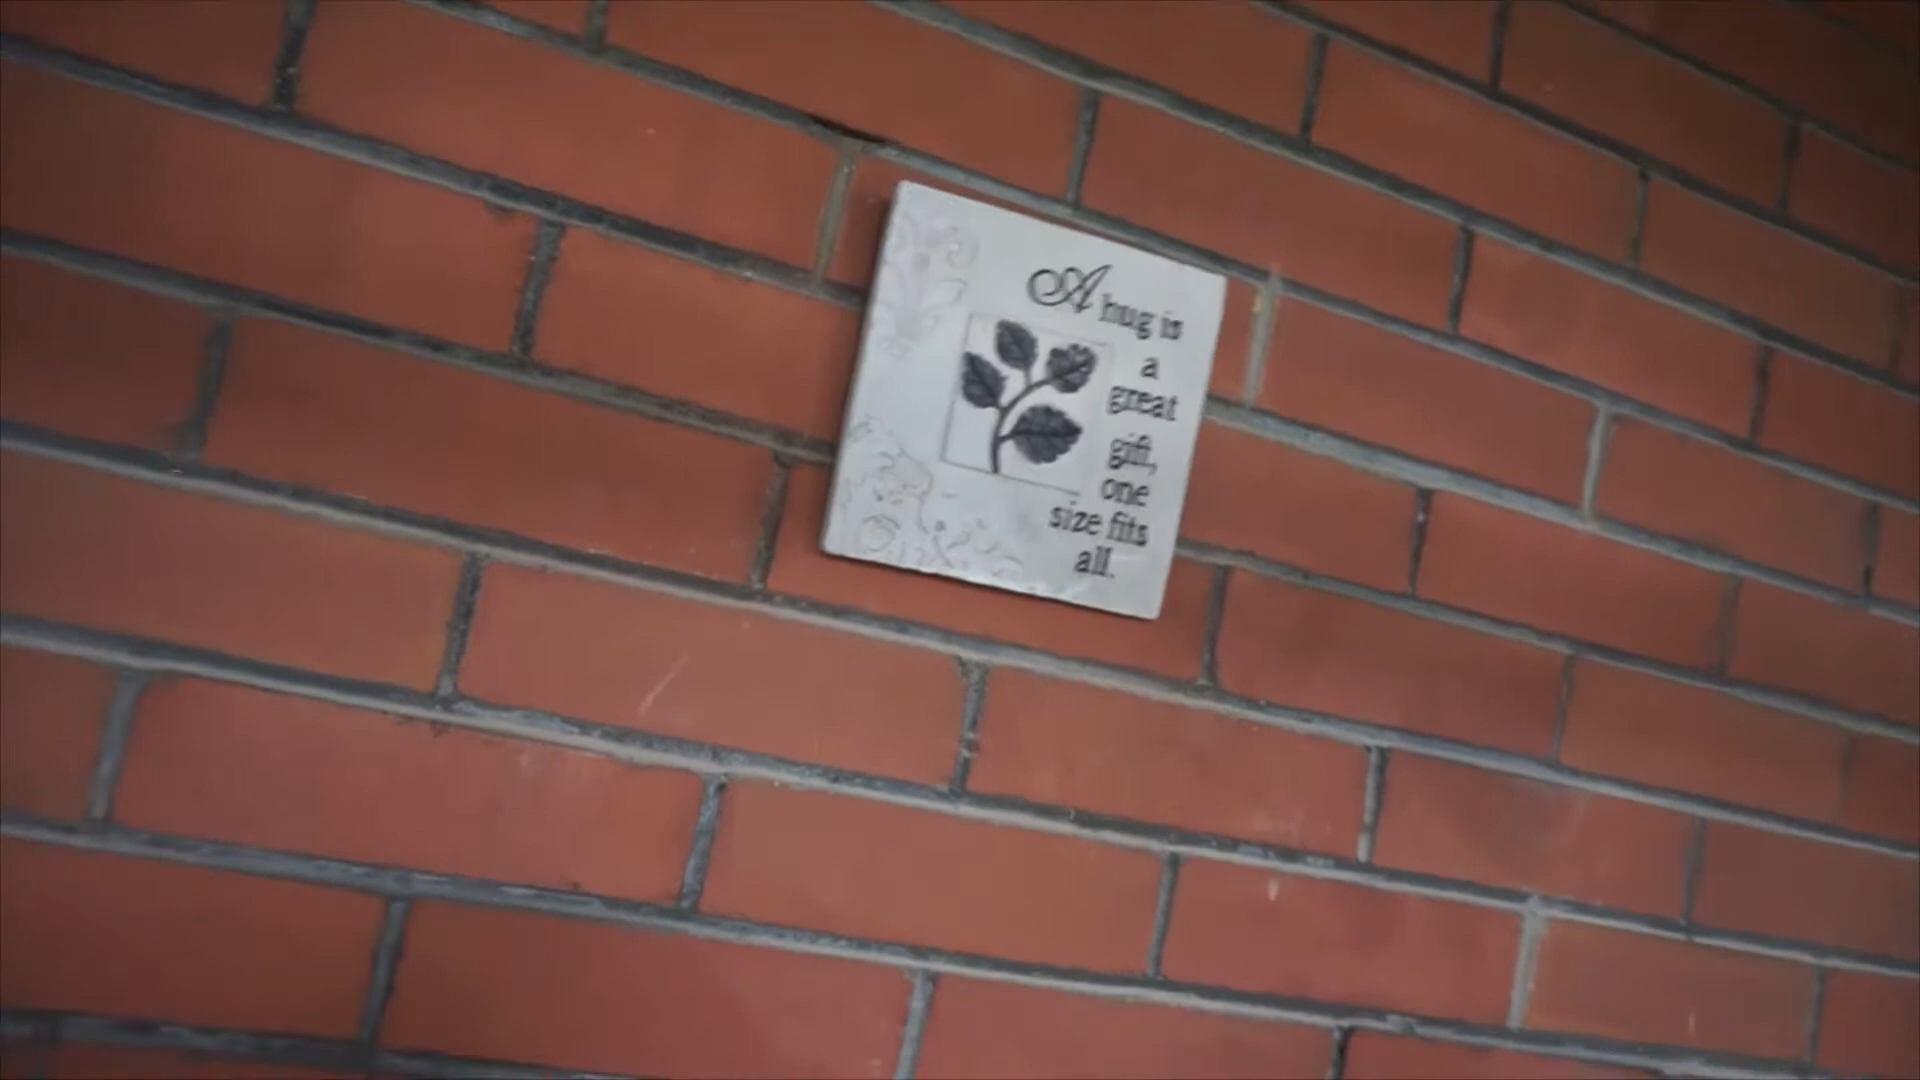 A hug is
a
great
gift,
one
size fits
all.